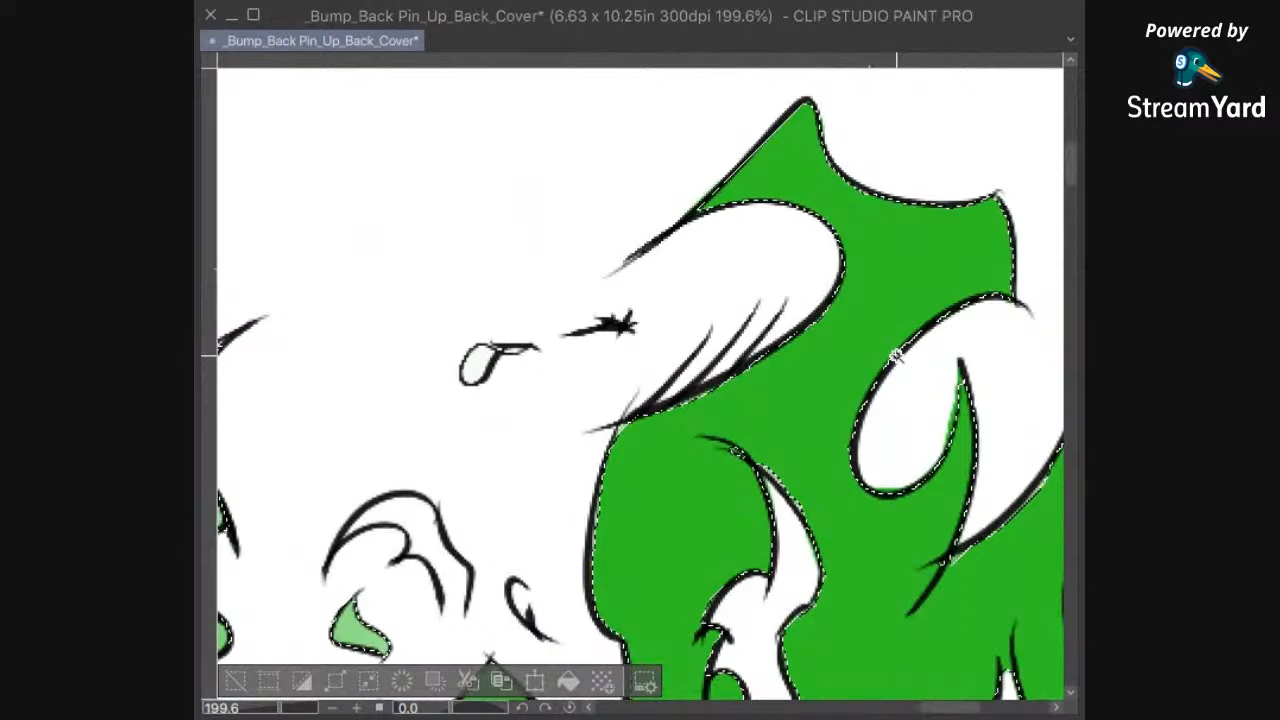 _Bump_Back Pin_Up_Back_Cover* (6.63 x 10.25in 300dpi 199.6%) - CLIP STUDIO PAINT PRO
_Bump_Back Pin_Up_Back_Cover*
Powered by
StreamYard
199.6
0.0